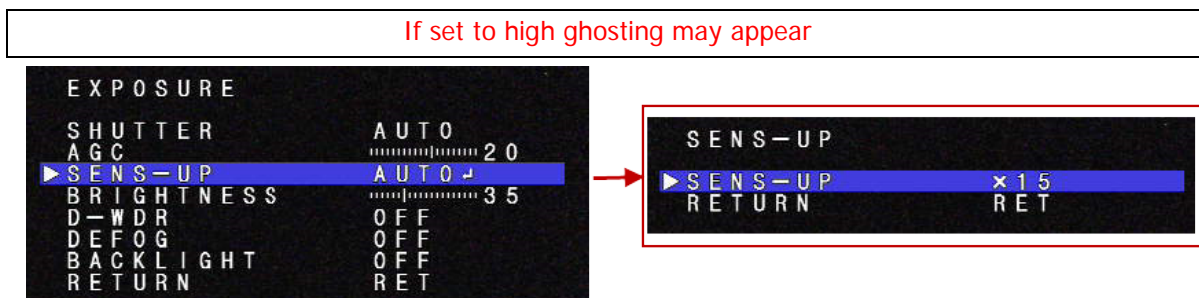 If set to high ghosting may appear
EXPOSURE
SHUTTER AUTO
AGC 20
SENS-UP AUTO↵
BRIGHTNESS 35
D-WDR OFF
DEFOG OFF
BACKLIGHT OFF
RETURN RET
SENS-UP
SENS-UP ×15
RETURN RET